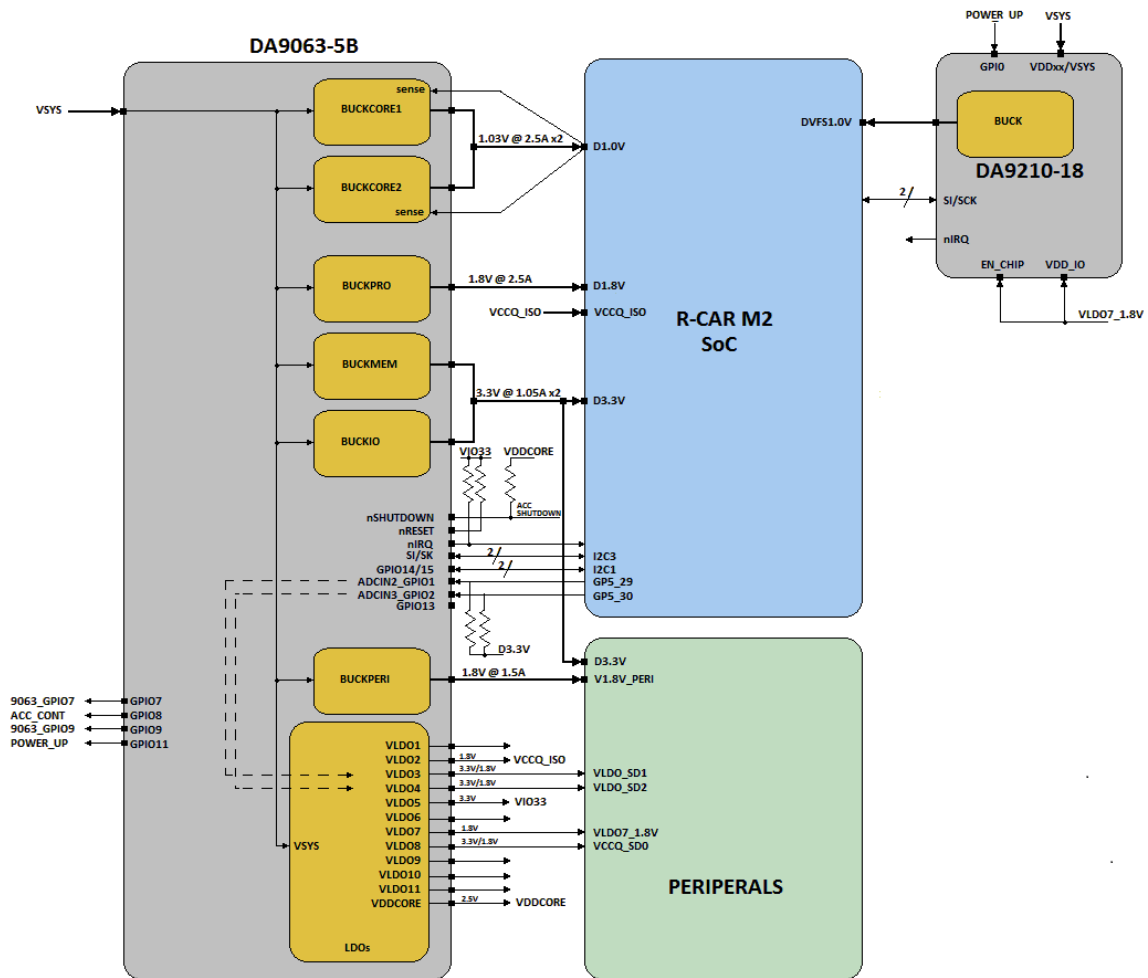 POWER_UP VSYS
DA9063-5B
GPI0 VDDxx/VSYS
sense
VSYS
BUCKCORE1
BUCK
DVFS1.0V
1.03V @ 2.5A x2
D1.0V
DA9210-18
BUCKCORE2
2
SI/SCK
sense
nIRQ
EN_CHIP VDD_IO
1.8V @ 2.5A
BUCKPRO
D1.8V
VCCQ_ISO
VCCQ_ISO
VLDO7_1.8V
R-CAR M2
SoC
BUCKMEM
3.3V @ 1.05A x2
D3.3V
BUCKIO
VIO33
VDDCORE
ACC
SHUTDOWN
nSHUTDOWN
nRESET
nIRQ
SI/SK
2
I2C3
GPIO14/15
2
I2C1
ADCIN2_GPIO1
GP5_29
ADCIN3_GPIO2
GP5_30
GPIO13
D3.3V
D3.3V
BUCKPERI
1.8V @ 1.5A
V1.8V_PERI
9063_GPIO7
GPIO7
ACC_CONT
GPIO8
9063_GPIO9
GPIO9
POWER_UP
GPIO11
VLDO1
VLDO2
1.8V
VCCQ_ISO
VLDO3
3.3V/1.8V
VLDO_SD1
VLDO4
3.3V/1.8V
VLDO_SD2
VLDO5
3.3V
VIO33
VLDO6
VLDO7
1.8V
VLDO7_1.8V
VSYS
VLDO8
3.3V/1.8V
VCCQ_SD0
VLDO9
VLDO10
VLDO11
VDDCORE
2.5V
VDDCORE
PERIPERALS
LDOs